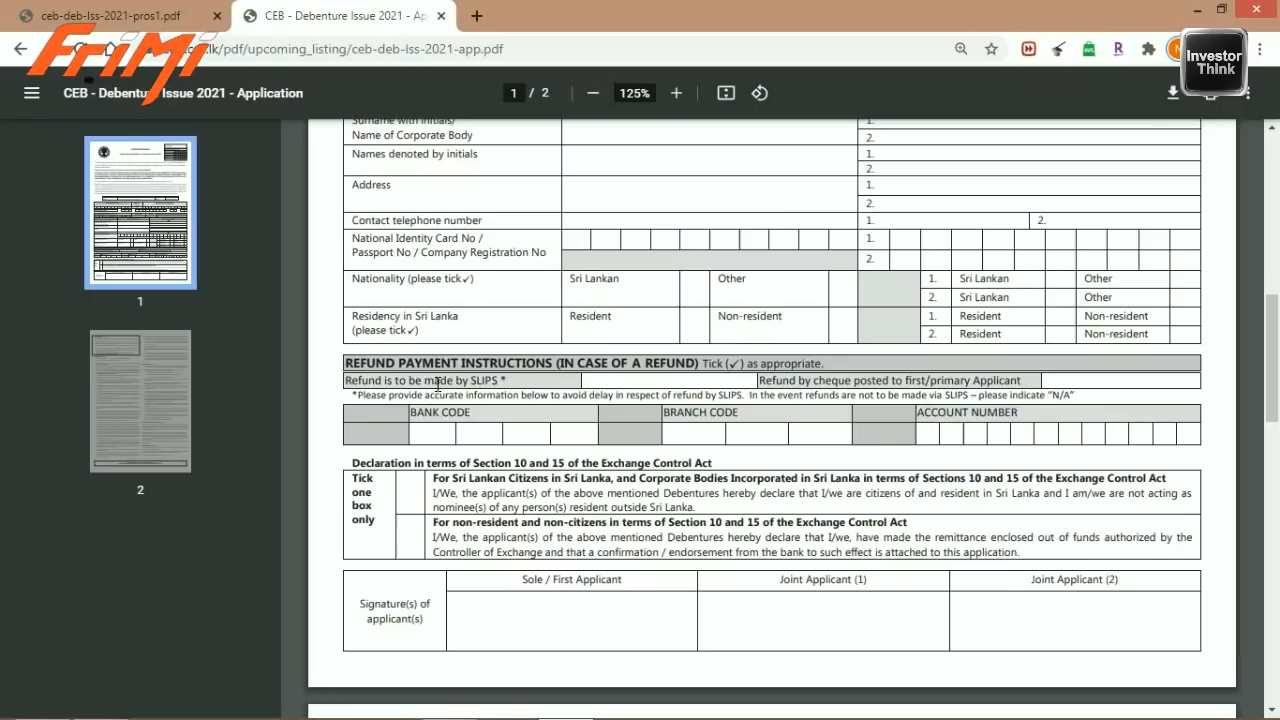 ceb-deb-Iss-2021-pros1.pdf
CEB - Debenture Issue 2021 - Ap
FriMi
.lk/pdf/upcoming_listing/ceb-deb-Iss-2021-app.pdf
R
Investor
Think
CEB - Debenture Issue 2021 - Application
1 / 2
125%
Surname with initials/
Name of Corporate Body
1.
2.
Names denoted by initials
1.
2.
Address
1.
2.
Contact telephone number
1.
2.
National Identity Card No /
Passport No / Company Registration No
1.
2.
Nationality (please tick✓)
Sri Lankan
Other
1. Sri Lankan Other
2. Sri Lankan Other
Residency in Sri Lanka
(please tick✓)
Resident
Non-resident
1. Resident Non-resident
2. Resident Non-resident
REFUND PAYMENT INSTRUCTIONS (IN CASE OF A REFUND) Tick (✓) as appropriate.
Refund is to be made by SLIPS *
Refund by cheque posted to first/primary Applicant
*Please provide accurate information below to avoid delay in respect of refund by SLIPS. In the event refunds are not to be made via SLIPS – please indicate "N/A"
BANK CODE
BRANCH CODE
ACCOUNT NUMBER
Declaration in terms of Section 10 and 15 of the Exchange Control Act
Tick
one
box
only
For Sri Lankan Citizens in Sri Lanka, and Corporate Bodies Incorporated in Sri Lanka in terms of Sections 10 and 15 of the Exchange Control Act
I/We, the applicant(s) of the above mentioned Debentures hereby declare that I/we are citizens of and resident in Sri Lanka and I am/we are not acting as
nominee(s) of any person(s) resident outside Sri Lanka.
For non-resident and non-citizens in terms of Section 10 and 15 of the Exchange Control Act
I/We, the applicant(s) of the above mentioned Debentures hereby declare that I/we, have made the remittance enclosed out of funds authorized by the
Controller of Exchange and that a confirmation / endorsement from the bank to such effect is attached to this application.
Sole / First Applicant
Joint Applicant (1)
Joint Applicant (2)
Signature(s) of
applicant(s)
1
2